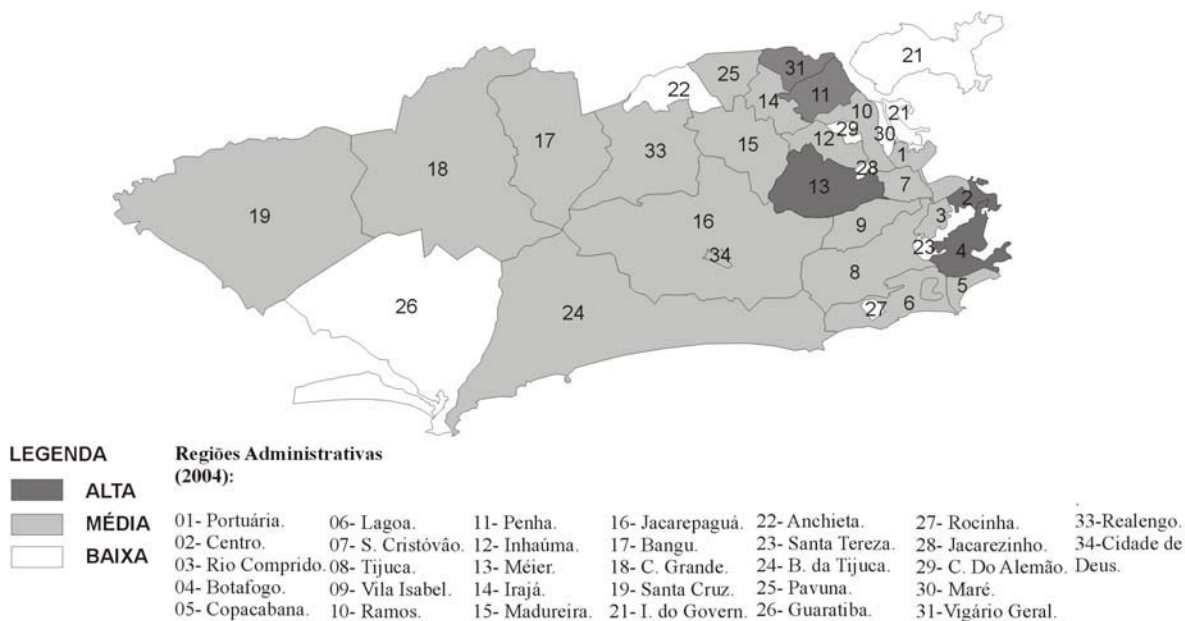 21
31
25
22
11
14
10
21
29
30
17
12
15
33
1
18
28
13
7
2
19
16
9
3
23
4
34
8
5
26
6
27
24
LEGENDA
ALTA
MÉDIA
BAIXA
Regiões Administrativas
(2004):
01- Portuária.
02- Centro.
03- Rio Comprido.
04- Botafogo.
05- Copacabana.
06- Lagoa.
07- S. Cristóvâo.
08- Tijuca.
09- Vila Isabel.
10- Ramos.
11- Penha.
12- Inhaúma.
13- Méier.
14- Irajá.
15- Madureira.
16- Jacarepaguá.
17- Bangu.
18- C. Grande.
19- Santa Cruz.
21- I. do Govern.
22- Anchieta.
23- Santa Tereza.
24- B. da Tijuca.
25- Pavuna.
26- Guaratiba.
27- Rocinha.
28- Jacarezinho.
29- C. Do Alemão.
30- Maré.
31-Vigário Geral.
33-Realengo.
34-Cidade de
Deus.